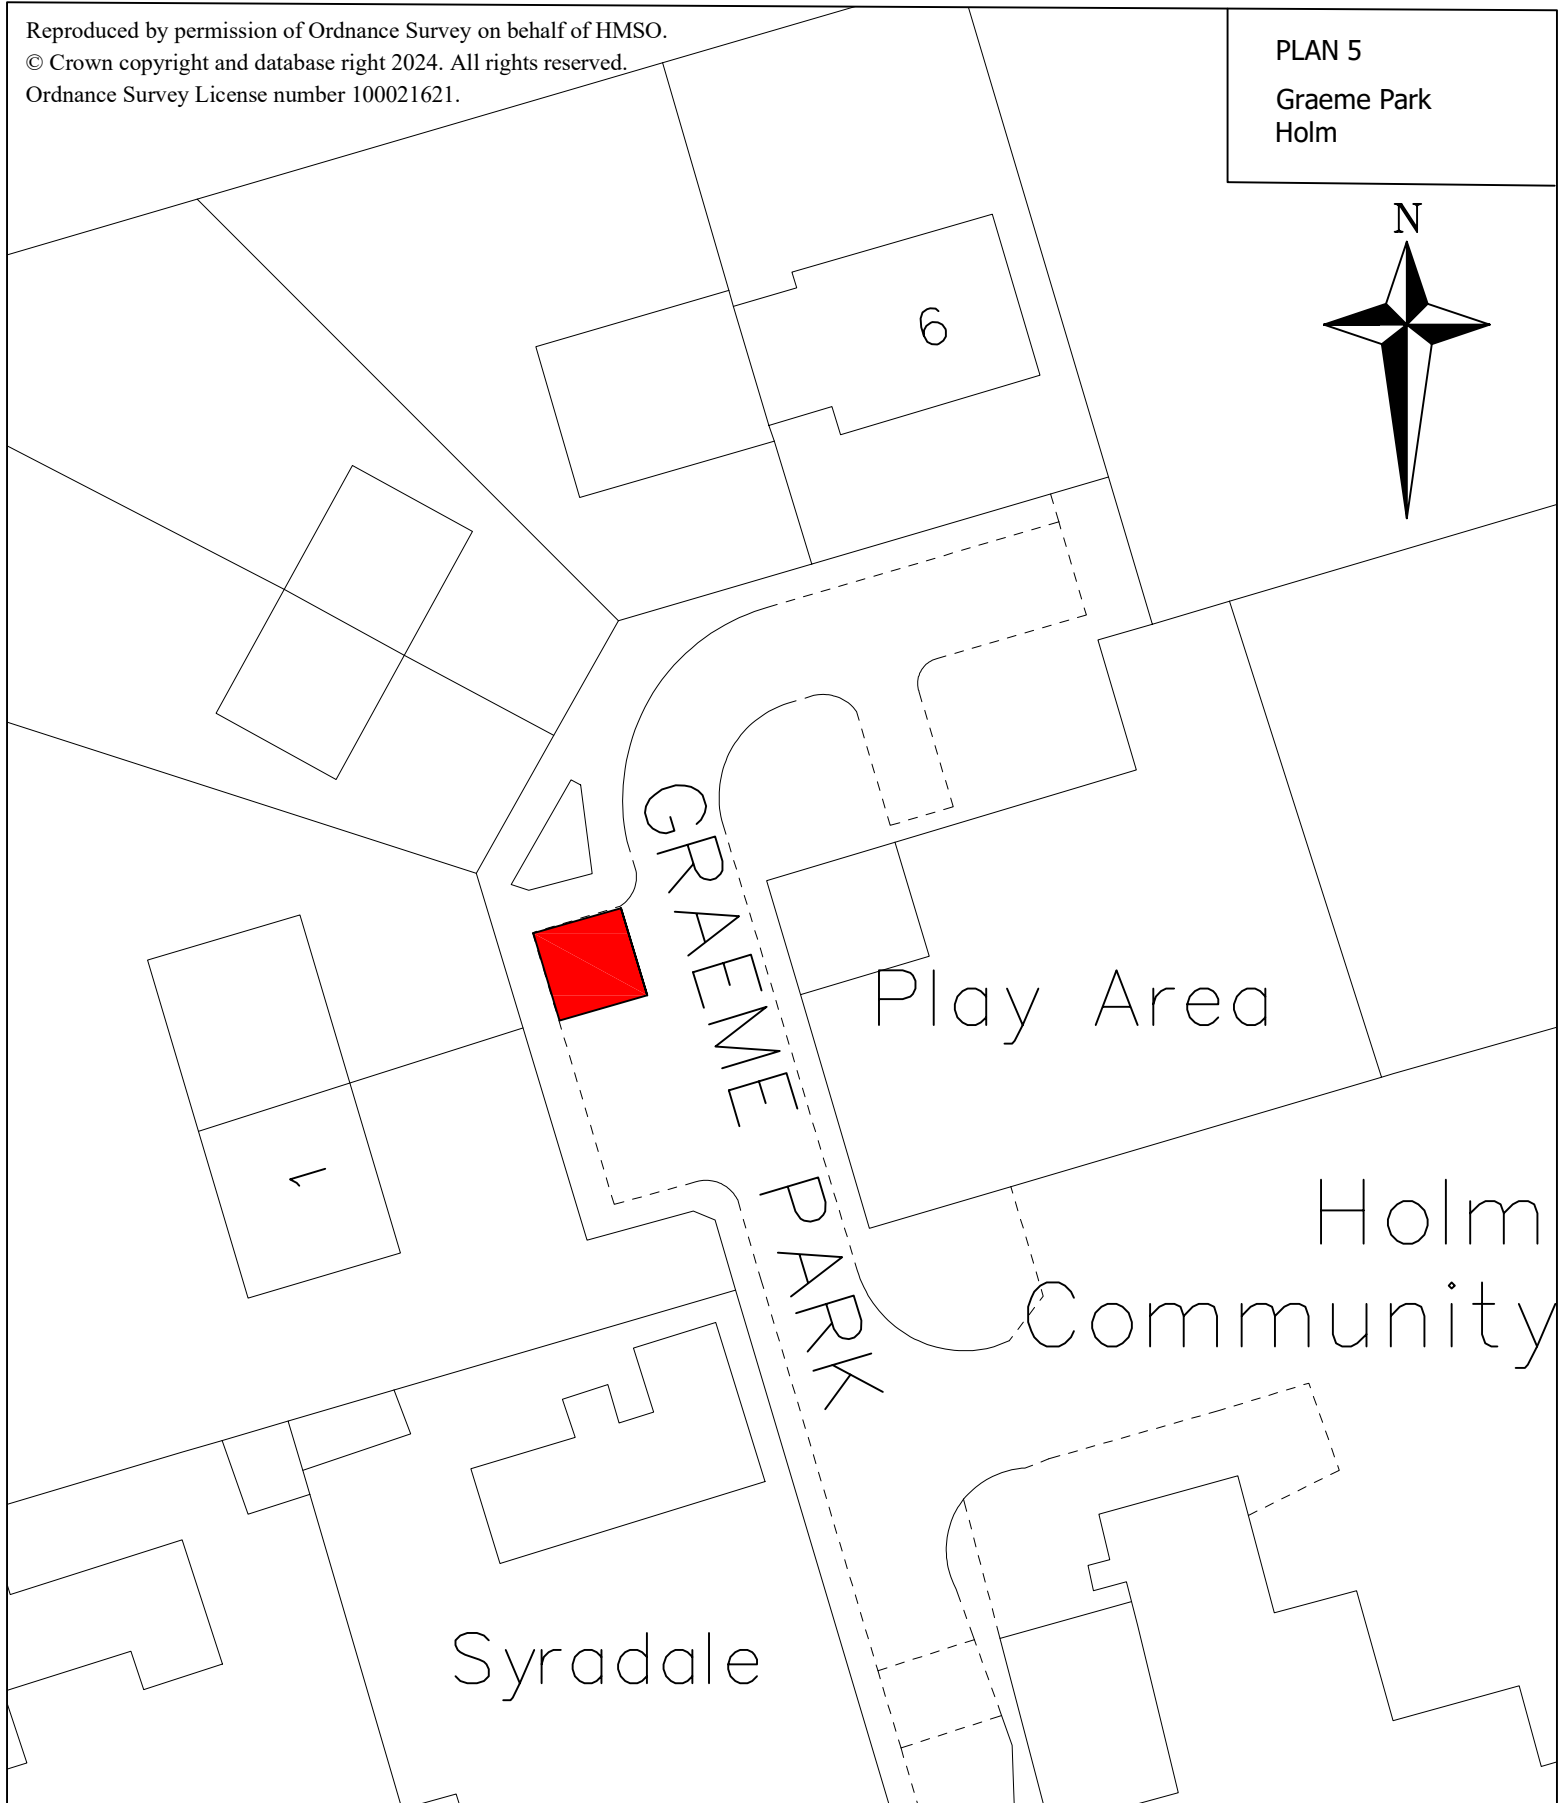 Reproduced by permission of Ordnance Survey on behalf of HMSO.
© Crown copyright and database right 2024. All rights reserved.
Ordnance Survey License number 100021621.
PLAN 5
Graeme Park
Holm
N
6
GRAEME PARK
Play Area
1
Holm
Community
Syradale